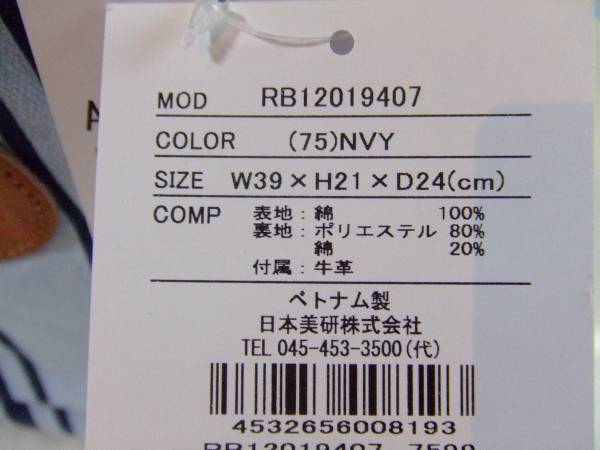 MOD RB12019407
COLOR (75)NVY
SIZE W39×H21×D24(cm)
COMP 表地:綿 100%
裏地:ポリエステル 80%
綿 20%
付属:牛革
ベトナム製
日本美研株式会社
TEL 045-453-3500(代)
4532656008193
RB12019407